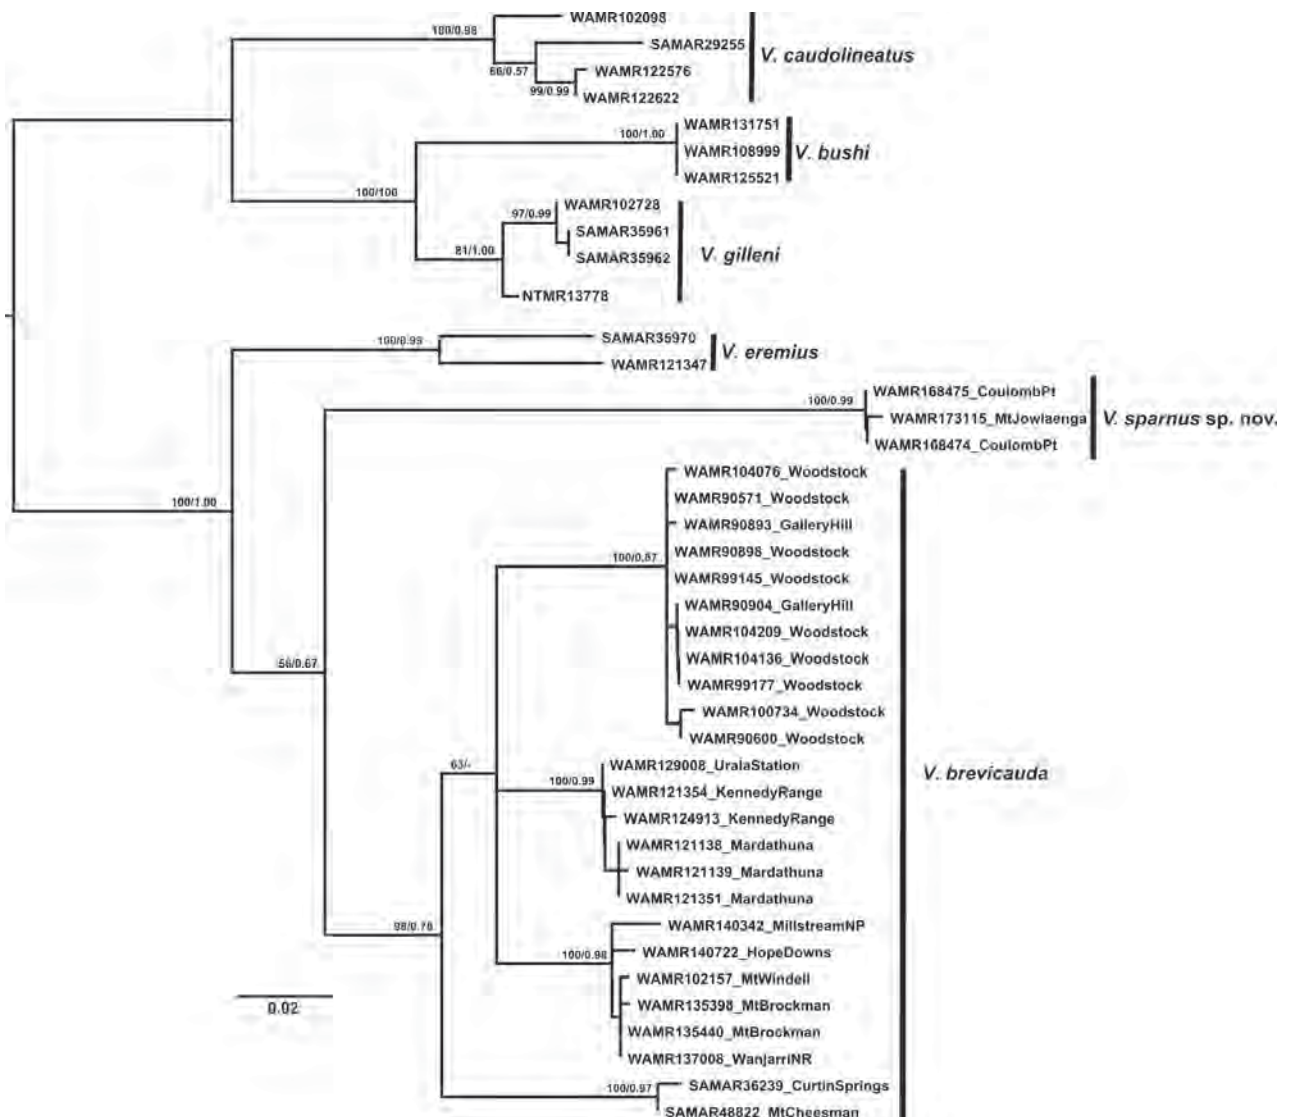 WAMR102098
100/0.98
SAMAR29255
V. caudolineatus
66/0.57
WAMR122576
99/0.99
WAMR122622
WAMR131751
100/1.00
WAMR108999
V. bushi
WAMR125521
100/100
WAMR102728
97/0.99
SAMAR35961
81/1.00
SAMAR35962
V. gilleni
NTMR13778
SAMAR35970
100/0.99
V. eremius
WAMR121347
WAMR168475_CoulombPt
100/0.99
WAMR173115_MtJowlaenga
V. sparnus sp. nov.
WAMR168474_CoulombPt
WAMR104076_Woodstock
WAMR90571_Woodstock
100/1.00
WAMR90893_GalleryHill
WAMR90898_Woodstock
100/0.87
WAMR99145_Woodstock
WAMR90904_GalleryHill
WAMR104209_Woodstock
WAMR104136_Woodstock
56/0.67
WAMR99177_Woodstock
WAMR100734_Woodstock
WAMR90600_Woodstock
63/-
WAMR129008_UralaStation
V. brevicauda
100/0.99
WAMR121354_KennedyRange
WAMR124913_KennedyRange
WAMR121138_Mardathuna
WAMR121139_Mardathuna
WAMR121351_Mardathuna
98/0.76
WAMR140342_MillstreamNP
100/0.98
WAMR140722_HopeDowns
WAMR102157_MtWindell
0.02
WAMR135398_MtBrockman
WAMR135440_MtBrockman
WAMR137008_WanjarriNR
100/0.97
SAMAR36239_CurtinSprings
SAMAR48822_MtCheesman